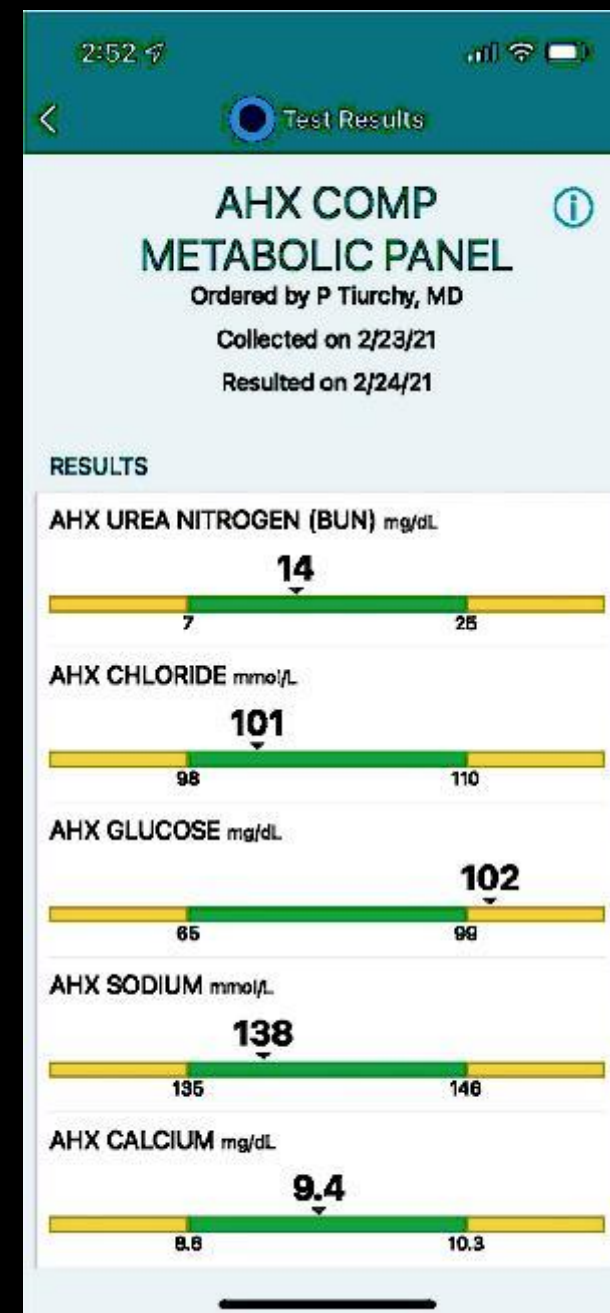 2:52
Test Results
AHX COMP
METABOLIC PANEL
Ordered by P Tiurchy, MD
Collected on 2/23/21
Resulted on 2/24/21
RESULTS
AHX UREA NITROGEN (BUN) mg/dL
14
7 25
AHX CHLORIDE mmol/L
101
98 110
AHX GLUCOSE mg/dL
102
65 99
AHX SODIUM mmol/L
138
135 146
AHX CALCIUM mg/dL
9.4
8.6 10.3